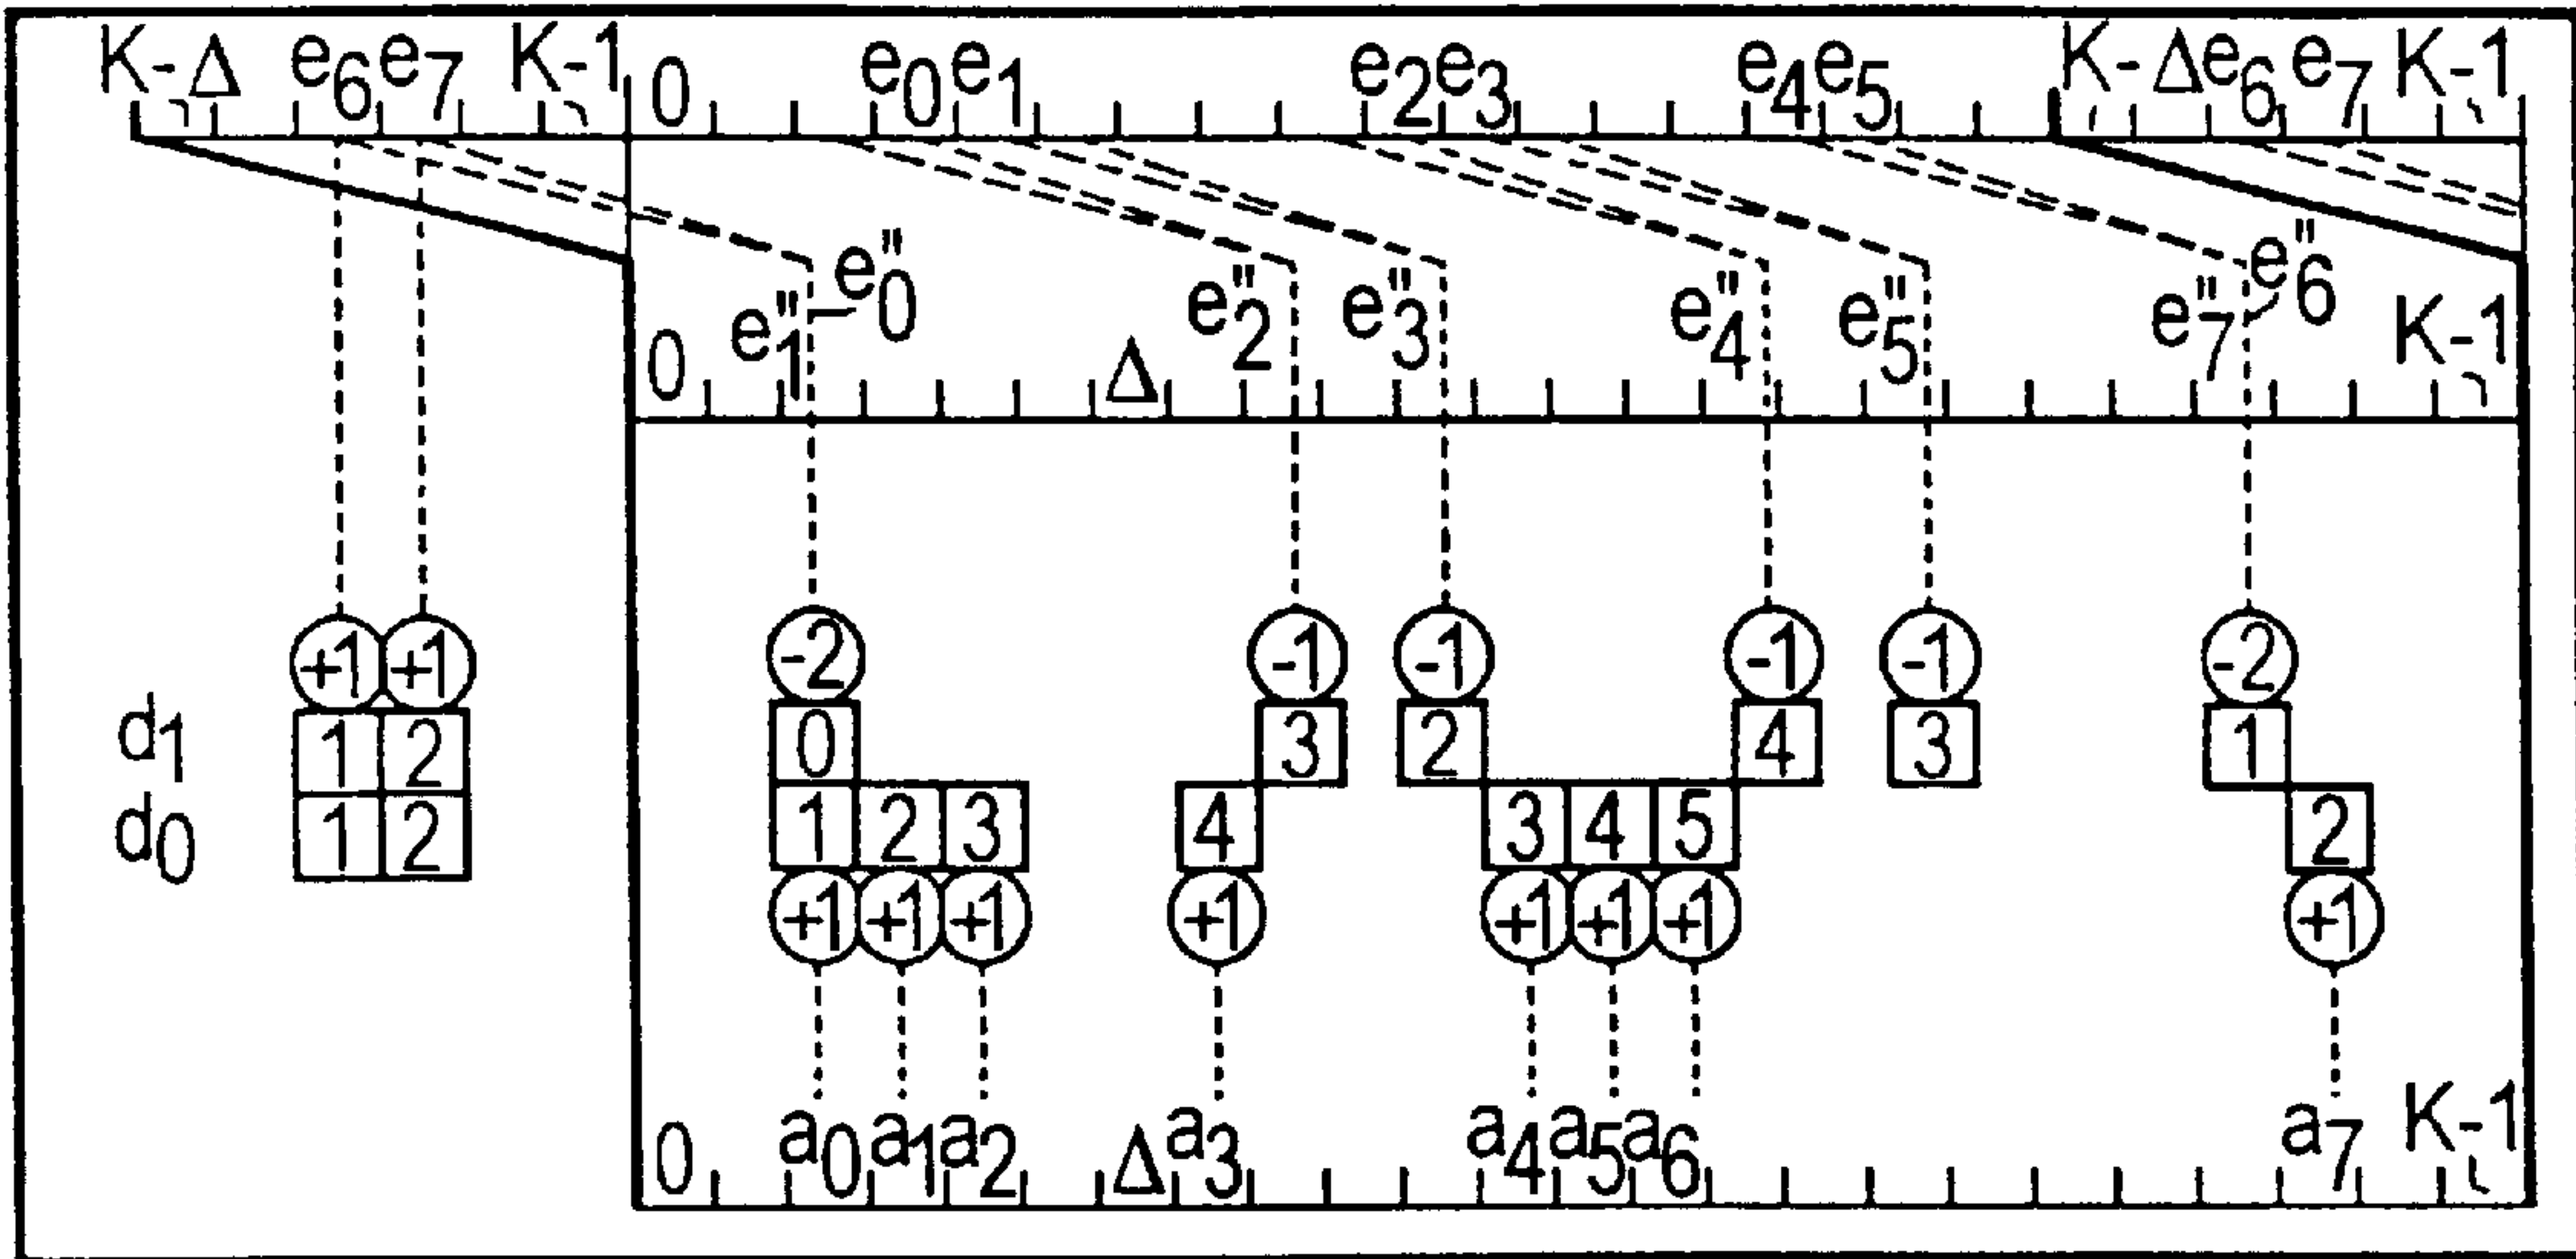 K-Δ e6 e7 K-1 0 e0 e1 e2 e3 e4 e5 K-Δ e6 e7 K-1
e"1 e"0 e"2 e"3 e"4 e"5 e"7 e"6
0 Δ K-1
+1 +1 -2 -1 -1 -1 -1 -2
d1 1 2 0 3 2 4 3 1
d0 1 2 1 2 3 4 3 4 5 2
+1 +1 +1 +1 +1 +1 +1 +1
0 a0 a1 a2 Δ a3 a4 a5 a6 a7 K-1